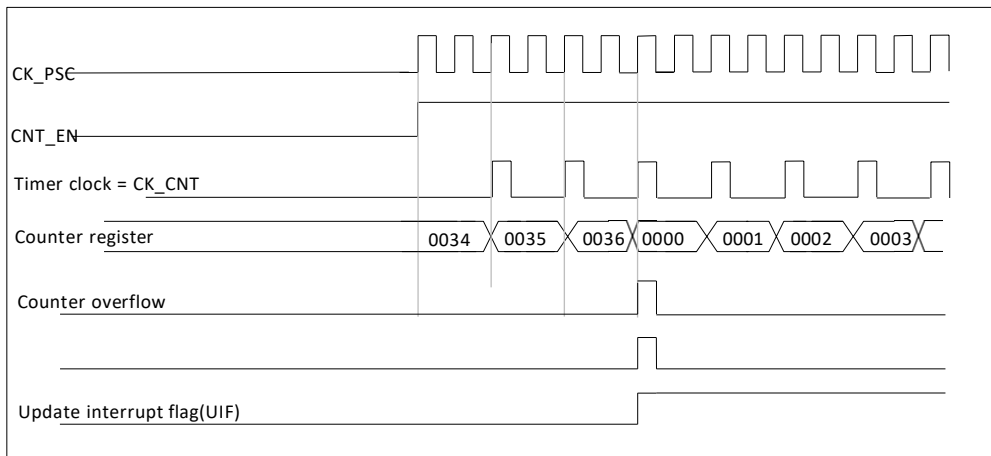 CK_PSC
CNT_EN
Timer clock = CK_CNT
Counter register
0034 0035 0036 0000 0001 0002 0003
Counter overflow
Update interrupt flag(UIF)